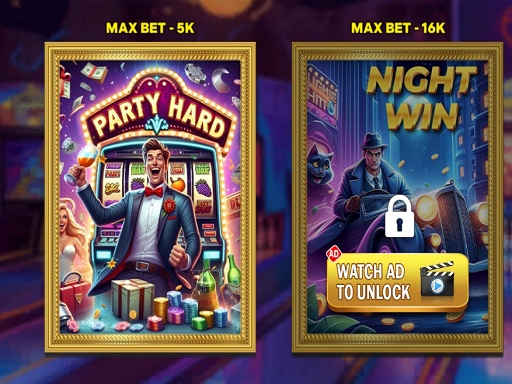 MAX BET - 5K
MAX BET - 16K
PARTY HARD
NIGHT
WIN
AD
WATCH AD
TO UNLOCK